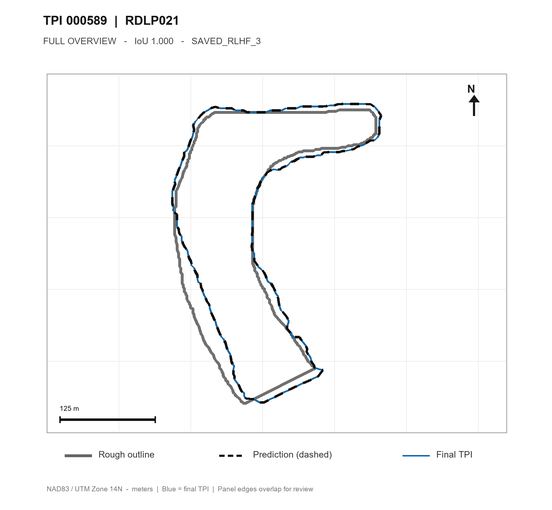 TPI 000589 | RDLP021
FULL OVERVIEW - IoU 1.000 - SAVED_RLHF_3
N
125 m
Rough outline Prediction (dashed) Final TPI
NAD83 / UTM Zone 14N - meters | Blue = final TPI | Panel edges overlap for review